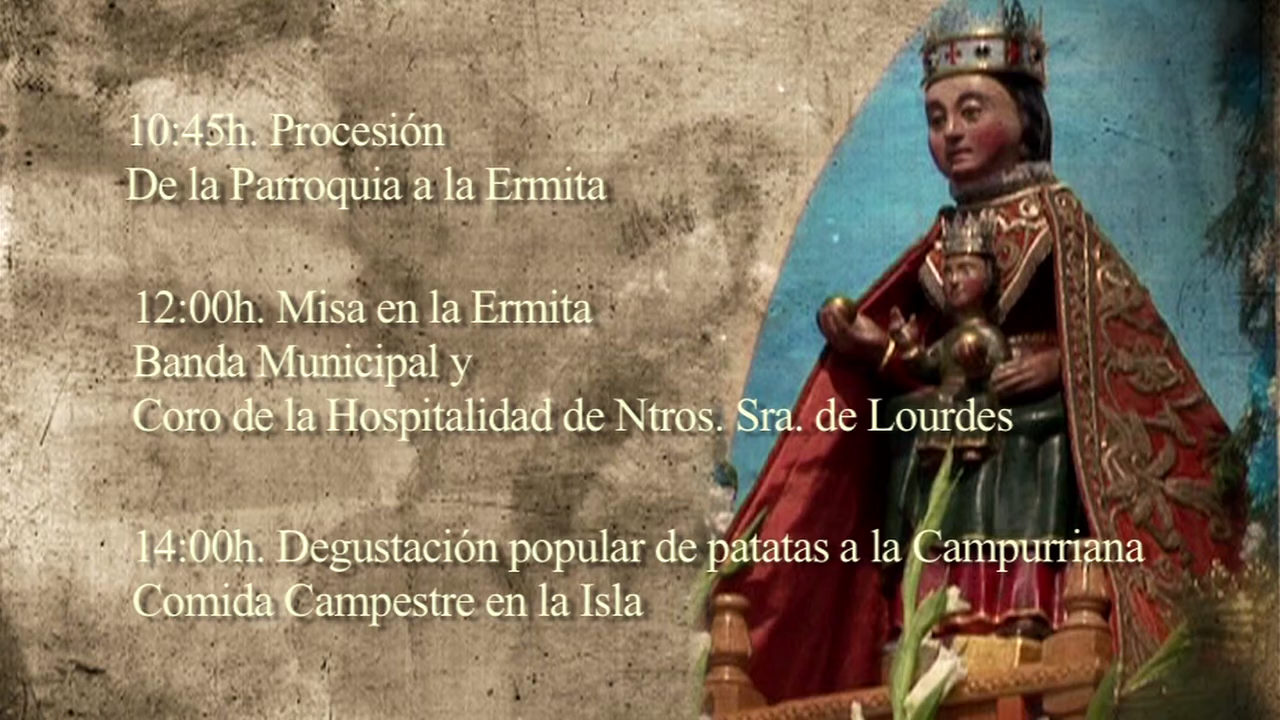 10:45h. Procesión
De la Parroquia a la Ermita
12:00h. Misa en la Ermita
Banda Municipal y
Coro de la Hospitalidad de Ntros. Sra. de Lourdes
14:00h. Degustación popular de patatas a la Campurriana
Comida Campestre en la Isla